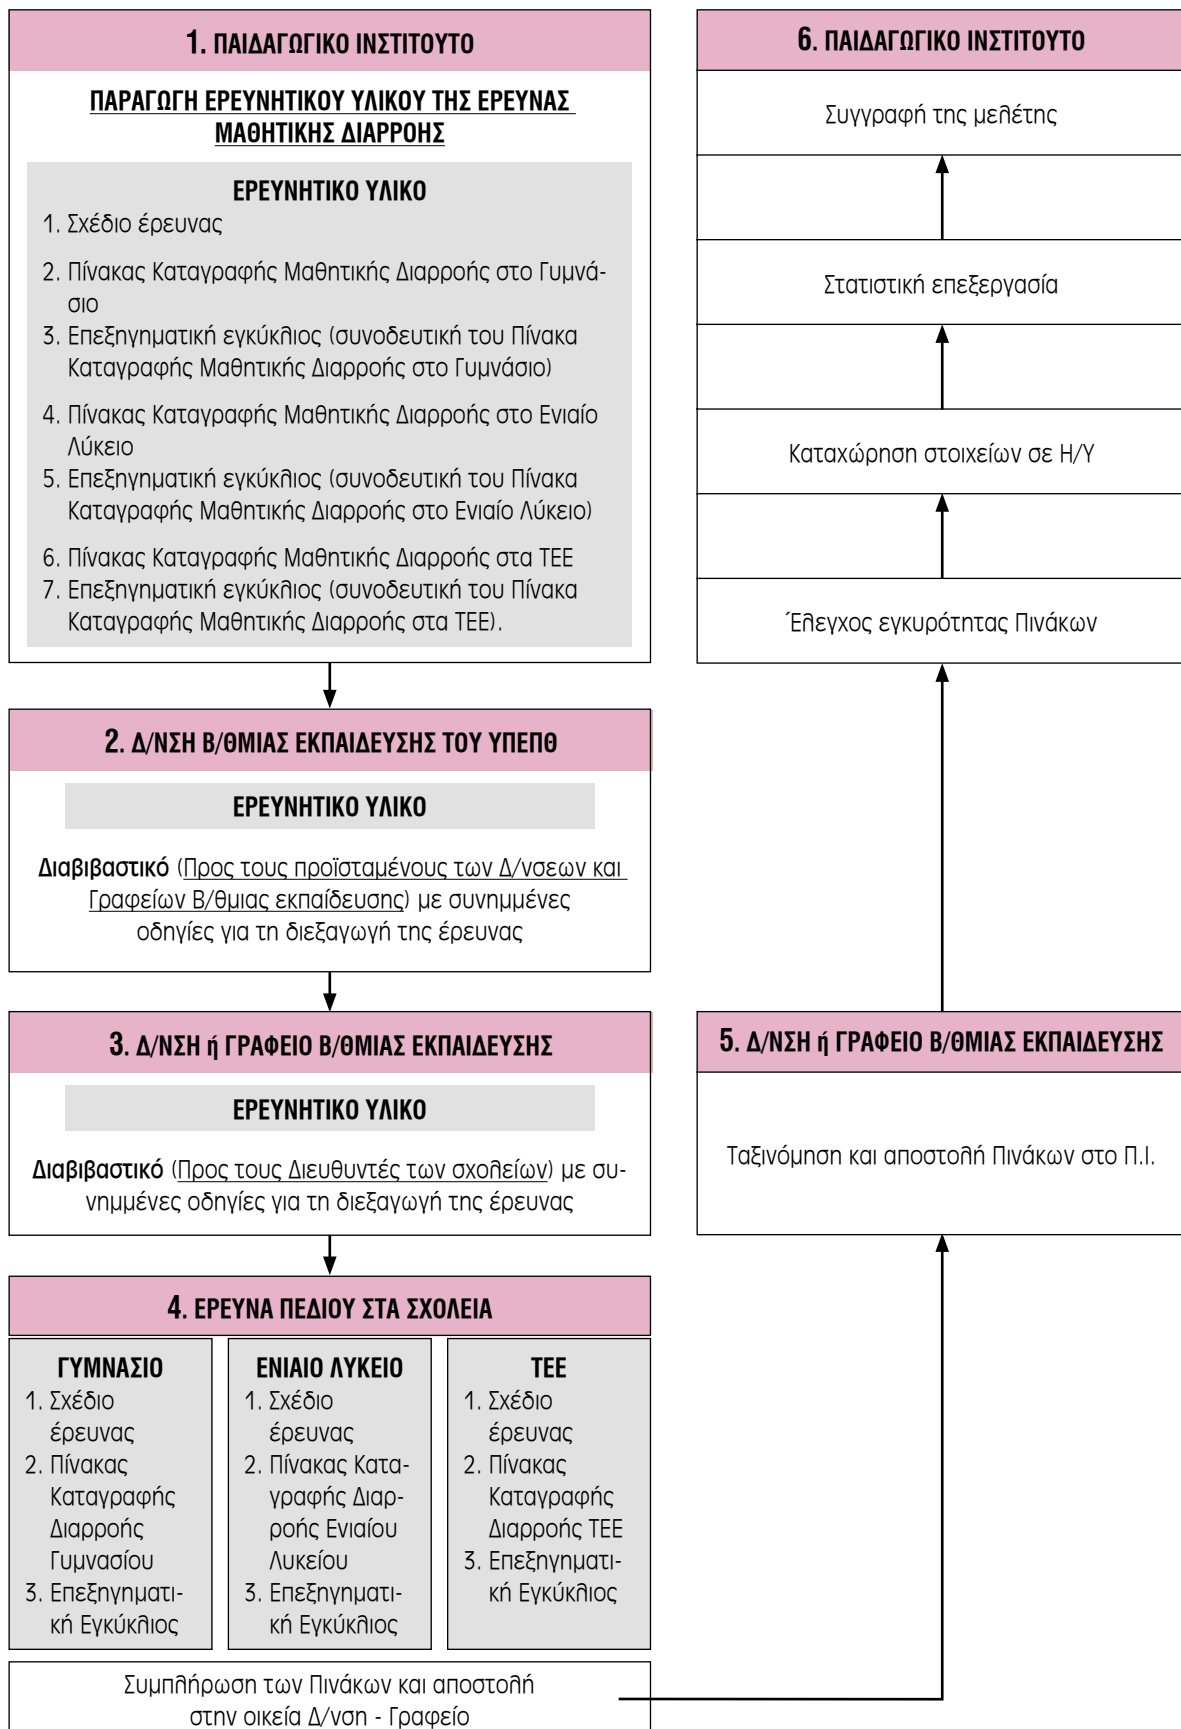 1. ΠΑΙΔΑΓΩΓΙΚΟ ΙΝΣΤΙΤΟΥΤΟ
ΠΑΡΑΓΩΓΗ ΕΡΕΥΝΗΤΙΚΟΥ ΥΛΙΚΟΥ ΤΗΣ ΕΡΕΥΝΑΣ
ΜΑΘΗΤΙΚΗΣ ΔΙΑΡΡΟΗΣ
ΕΡΕΥΝΗΤΙΚΟ ΥΛΙΚΟ
1. Σχέδιο έρευνας
2. Πίνακας Καταγραφής Μαθητικής Διαρροής στο Γυμνά-
σιο
3. Επεξηγηματική εγκύκλιος (συνοδευτική του Πίνακα
Καταγραφής Μαθητικής Διαρροής στο Γυμνάσιο)
4. Πίνακας Καταγραφής Μαθητικής Διαρροής στο Ενιαίο
Λύκειο
5. Επεξηγηματική εγκύκλιος (συνοδευτική του Πίνακα
Καταγραφής Μαθητικής Διαρροής στο Ενιαίο Λύκειο)
6. Πίνακας Καταγραφής Μαθητικής Διαρροής στα ΤΕΕ
7. Επεξηγηματική εγκύκλιος (συνοδευτική του Πίνακα
Καταγραφής Μαθητικής Διαρροής στα ΤΕΕ).
2. Δ/ΝΣΗ Β/ΘΜΙΑΣ ΕΚΠΑΙΔΕΥΣΗΣ ΤΟΥ ΥΠΕΠΘ
ΕΡΕΥΝΗΤΙΚΟ ΥΛΙΚΟ
Διαβιβαστικό (Προς τους προϊσταμένους των Δ/νσεων και
Γραφείων Β/θμιας εκπαίδευσης) με συνημμένες
οδηγίες για τη διεξαγωγή της έρευνας
3. Δ/ΝΣΗ ή ΓΡΑΦΕΙΟ Β/ΘΜΙΑΣ ΕΚΠΑΙΔΕΥΣΗΣ
ΕΡΕΥΝΗΤΙΚΟ ΥΛΙΚΟ
Διαβιβαστικό (Προς τους Διευθυντές των σχολείων) με συ-
νημμένες οδηγίες για τη διεξαγωγή της έρευνας
4. ΕΡΕΥΝΑ ΠΕΔΙΟΥ ΣΤΑ ΣΧΟΛΕΙΑ
ΓΥΜΝΑΣΙΟ
1. Σχέδιο
έρευνας
2. Πίνακας
Καταγραφής
Διαρροής
Γυμνασίου
3. Επεξηγηματι-
κή Εγκύκλιος
ΕΝΙΑΙΟ ΛΥΚΕΙΟ
1. Σχέδιο
έρευνας
2. Πίνακας Κατα-
γραφής Διαρ-
ροής Ενιαίου
Λυκείου
3. Επεξηγηματι-
κή Εγκύκλιος
ΤΕΕ
1. Σχέδιο
έρευνας
2. Πίνακας
Καταγραφής
Διαρροής ΤΕΕ
3. Επεξηγηματι-
κή Εγκύκλιος
Συμπλήρωση των Πινάκων και αποστολή
στην οικεία Δ/νση - Γραφείο
5. Δ/ΝΣΗ ή ΓΡΑΦΕΙΟ Β/ΘΜΙΑΣ ΕΚΠΑΙΔΕΥΣΗΣ
Ταξινόμηση και αποστολή Πινάκων στο Π.Ι.
6. ΠΑΙΔΑΓΩΓΙΚΟ ΙΝΣΤΙΤΟΥΤΟ
Συγγραφή της μελέτης
Στατιστική επεξεργασία
Καταχώρηση στοιχείων σε Η/Υ
Έλεγχος εγκυρότητας Πινάκων